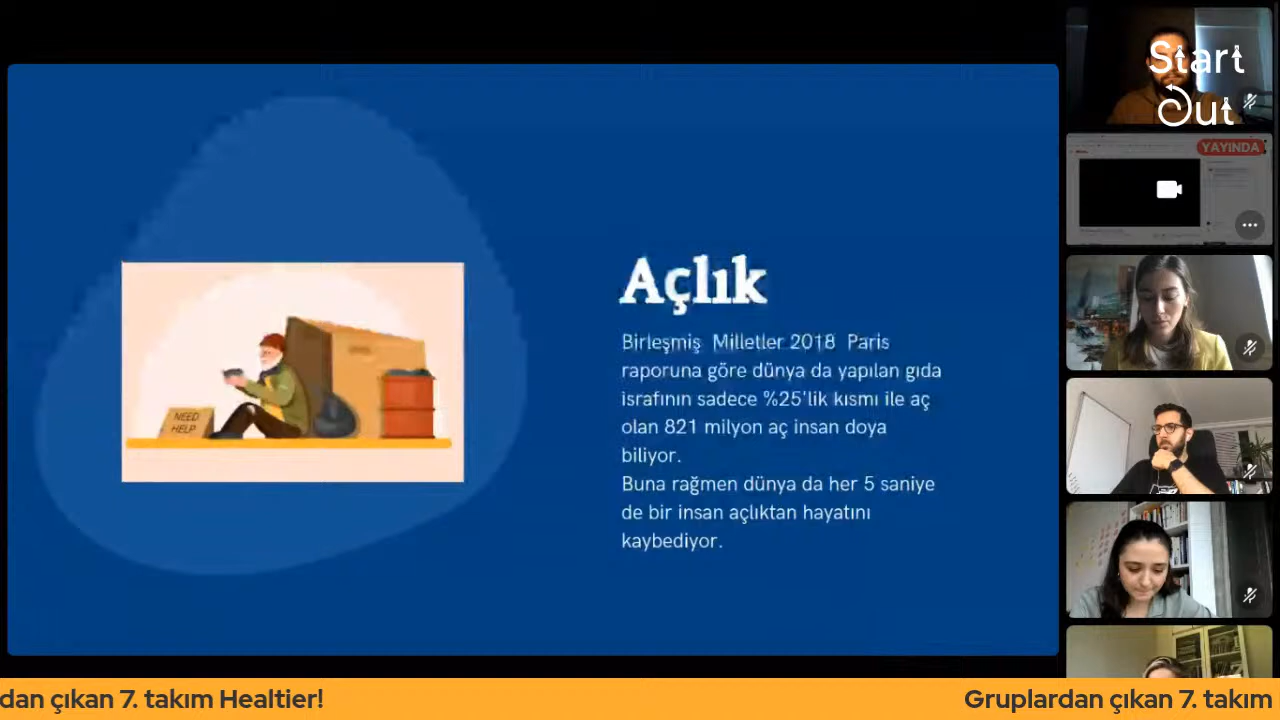 Start
Out
YAYINDA
Açlık
Birleşmiş Milletler 2018 Paris
raporuna göre dünya da yapılan gıda
israfının sadece %25'lik kısmı ile aç
olan 821 milyon aç insan doya
biliyor.
Buna rağmen dünya da her 5 saniye
de bir insan açlıktan hayatını
kaybediyor.
NEED
HELP
dan çıkan 7. takım Healtier!
Gruplardan çıkan 7. takım